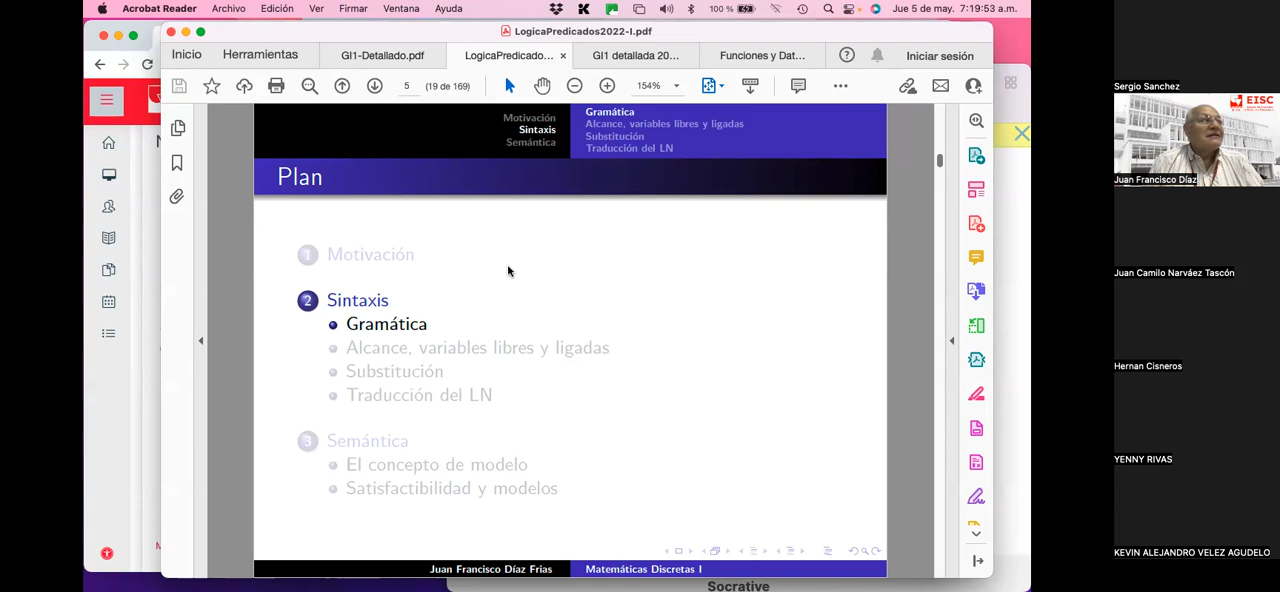 Acrobat Reader Archivo Edición Ver Firmar Ventana Ayuda 100 % Jue 5 de may. 7:19:53 a.m.
LogicaPredicados2022-I.pdf
Inicio Herramientas GI1-Detallado.pdf LogicaPredicado... × GI1 detallada 20... Funciones y Dat... Iniciar sesión
5 (19 de 169) 154%
Motivación
Sintaxis
Semántica
Gramática
Alcance, variables libres y ligadas
Substitución
Traducción del LN
Plan
1 Motivación
2 Sintaxis
Gramática
Alcance, variables libres y ligadas
Substitución
Traducción del LN
3 Semántica
El concepto de modelo
Satisfactibilidad y modelos
Juan Francisco Díaz Frias Matemáticas Discretas I
Socrative
Sergio Sanchez
EISC
Juan Francisco Díaz
Juan Camilo Narváez Tascón
Hernan Cisneros
YENNY RIVAS
KEVIN ALEJANDRO VELEZ AGUDELO